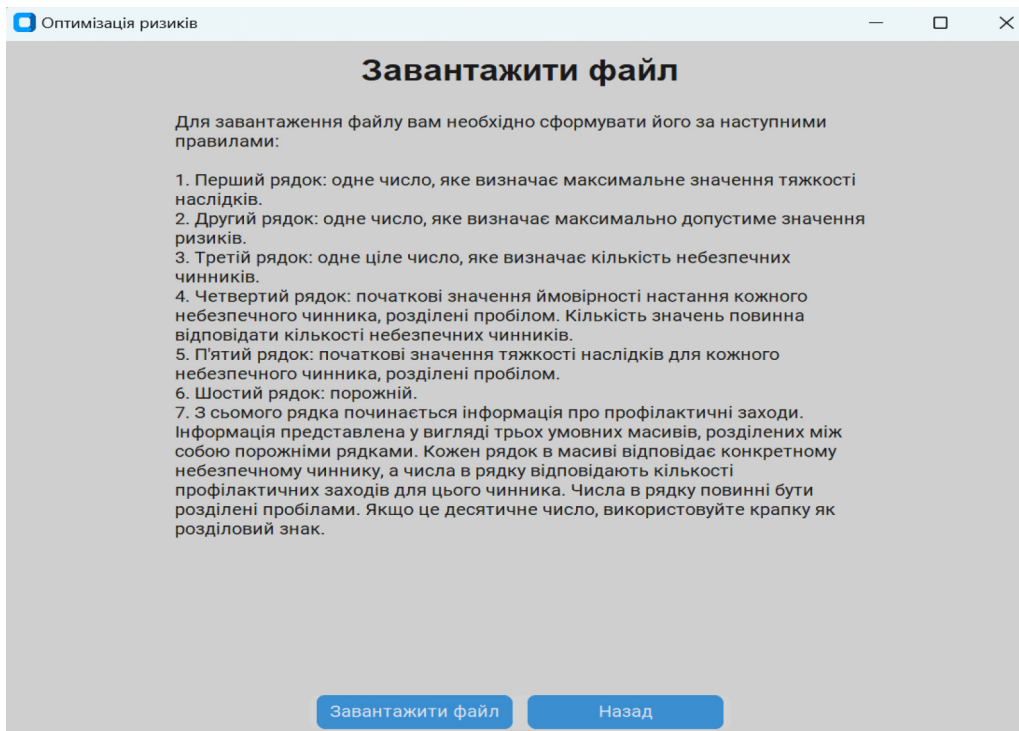 Оптимізація ризиків
Завантажити файл
Для завантаження файлу вам необхідно сформувати його за наступними
правилами:
1. Перший рядок: одне число, яке визначає максимальне значення тяжкості
наслідків.
2. Другий рядок: одне число, яке визначає максимально допустиме значення
ризиків.
3. Третій рядок: одне ціле число, яке визначає кількість небезпечних
чинників.
4. Четвертий рядок: початкові значення ймовірності настання кожного
небезпечного чинника, розділені пробілом. Кількість значень повинна
відповідати кількості небезпечних чинників.
5. П'ятий рядок: початкові значення тяжкості наслідків для кожного
небезпечного чинника, розділені пробілом.
6. Шостий рядок: порожній.
7. З сьомого рядка починається інформація про профілактичні заходи.
Інформація представлена у вигляді трьох умовних масивів, розділених між
собою порожніми рядками. Кожен рядок в масиві відповідає конкретному
небезпечному чиннику, а числа в рядку відповідають кількості
профілактичних заходів для цього чинника. Числа в рядку повинні бути
розділені пробілами. Якщо це десятичне число, використовуйте крапку як
розділовий знак.
Завантажити файл
Назад